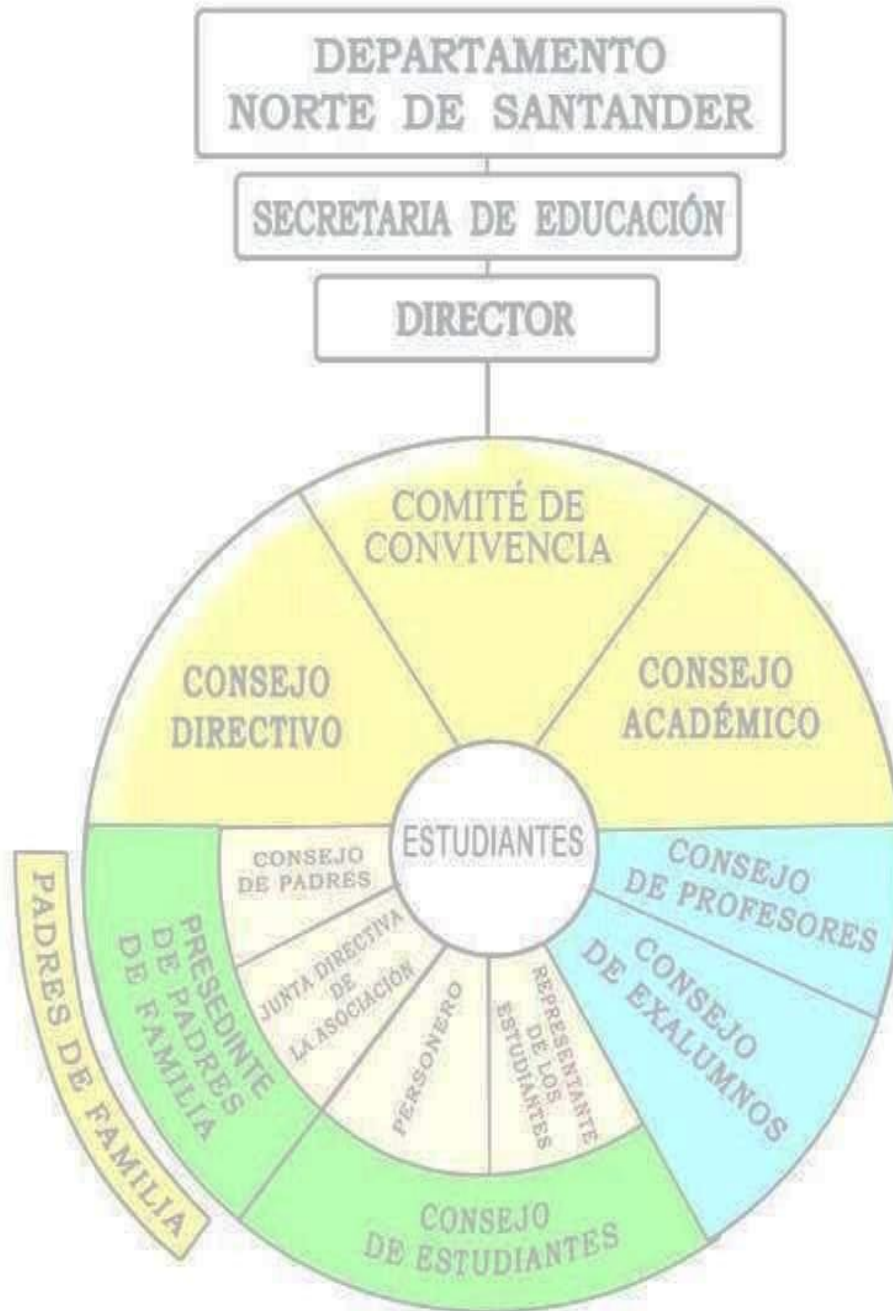 DEPARTAMENTO
NORTE DE SANTANDER
SECRETARIA DE EDUCACIÓN
DIRECTOR
COMITÉ DE
CONVIVENCIA
CONSEJO
DIRECTIVO
CONSEJO
ACADÉMICO
ESTUDIANTES
CONSEJO
DE PADRES
JUNTA DIRECTIVA
DE
LA ASOCIACIÓN
PERSONERO
REPRESENTANTE
DE LOS
ESTUDIANTES
CONSEJO
DE PROFESORES
CONSEJO
DE EXALUMNOS
PRESEDINTE
DE PADRES
DE FAMILIA
PADRES DE FAMILIA
CONSEJO
DE ESTUDIANTES